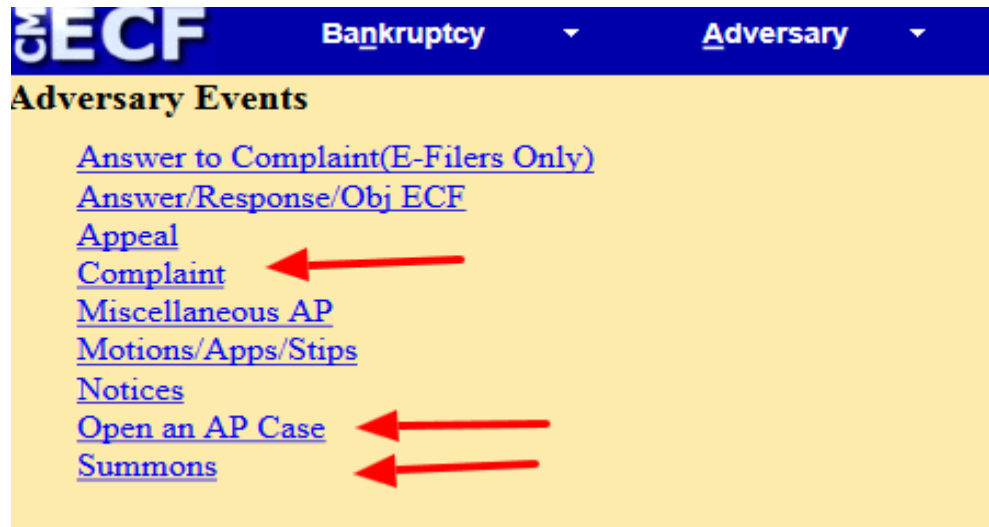 CM ECF Bankruptcy Adversary
Adversary Events
Answer to Complaint(E-Filers Only)
Answer/Response/Obj ECF
Appeal
Complaint
Miscellaneous AP
Motions/Apps/Stips
Notices
Open an AP Case
Summons